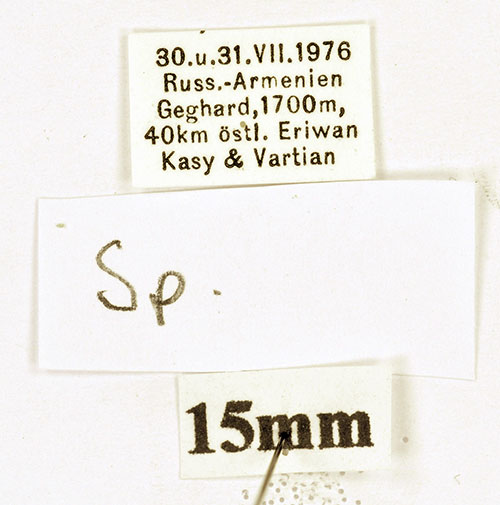 30.u.31.VII.1976
Russ.-Armenien
Geghard,1700m,
40km östl. Eriwan
Kasy & Vartian
Sp.
15mm